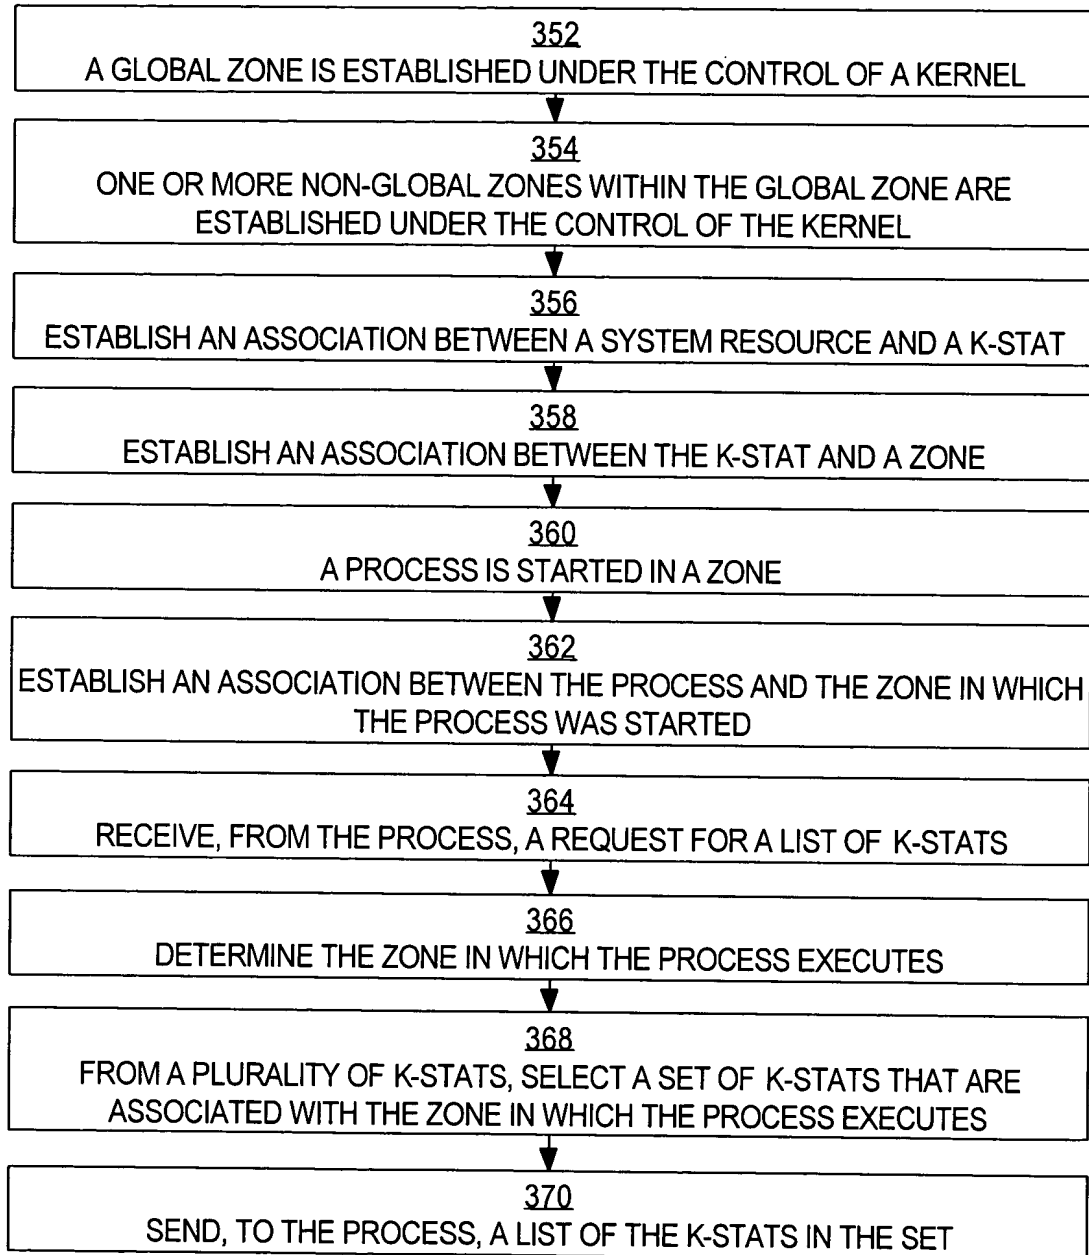 352
A GLOBAL ZONE IS ESTABLISHED UNDER THE CONTROL OF A KERNEL
354
ONE OR MORE NON-GLOBAL ZONES WITHIN THE GLOBAL ZONE ARE
ESTABLISHED UNDER THE CONTROL OF THE KERNEL
356
ESTABLISH AN ASSOCIATION BETWEEN A SYSTEM RESOURCE AND A K-STAT
358
ESTABLISH AN ASSOCIATION BETWEEN THE K-STAT AND A ZONE
360
A PROCESS IS STARTED IN A ZONE
362
ESTABLISH AN ASSOCIATION BETWEEN THE PROCESS AND THE ZONE IN WHICH
THE PROCESS WAS STARTED
364
RECEIVE, FROM THE PROCESS, A REQUEST FOR A LIST OF K-STATS
366
DETERMINE THE ZONE IN WHICH THE PROCESS EXECUTES
368
FROM A PLURALITY OF K-STATS, SELECT A SET OF K-STATS THAT ARE
ASSOCIATED WITH THE ZONE IN WHICH THE PROCESS EXECUTES
370
SEND, TO THE PROCESS, A LIST OF THE K-STATS IN THE SET